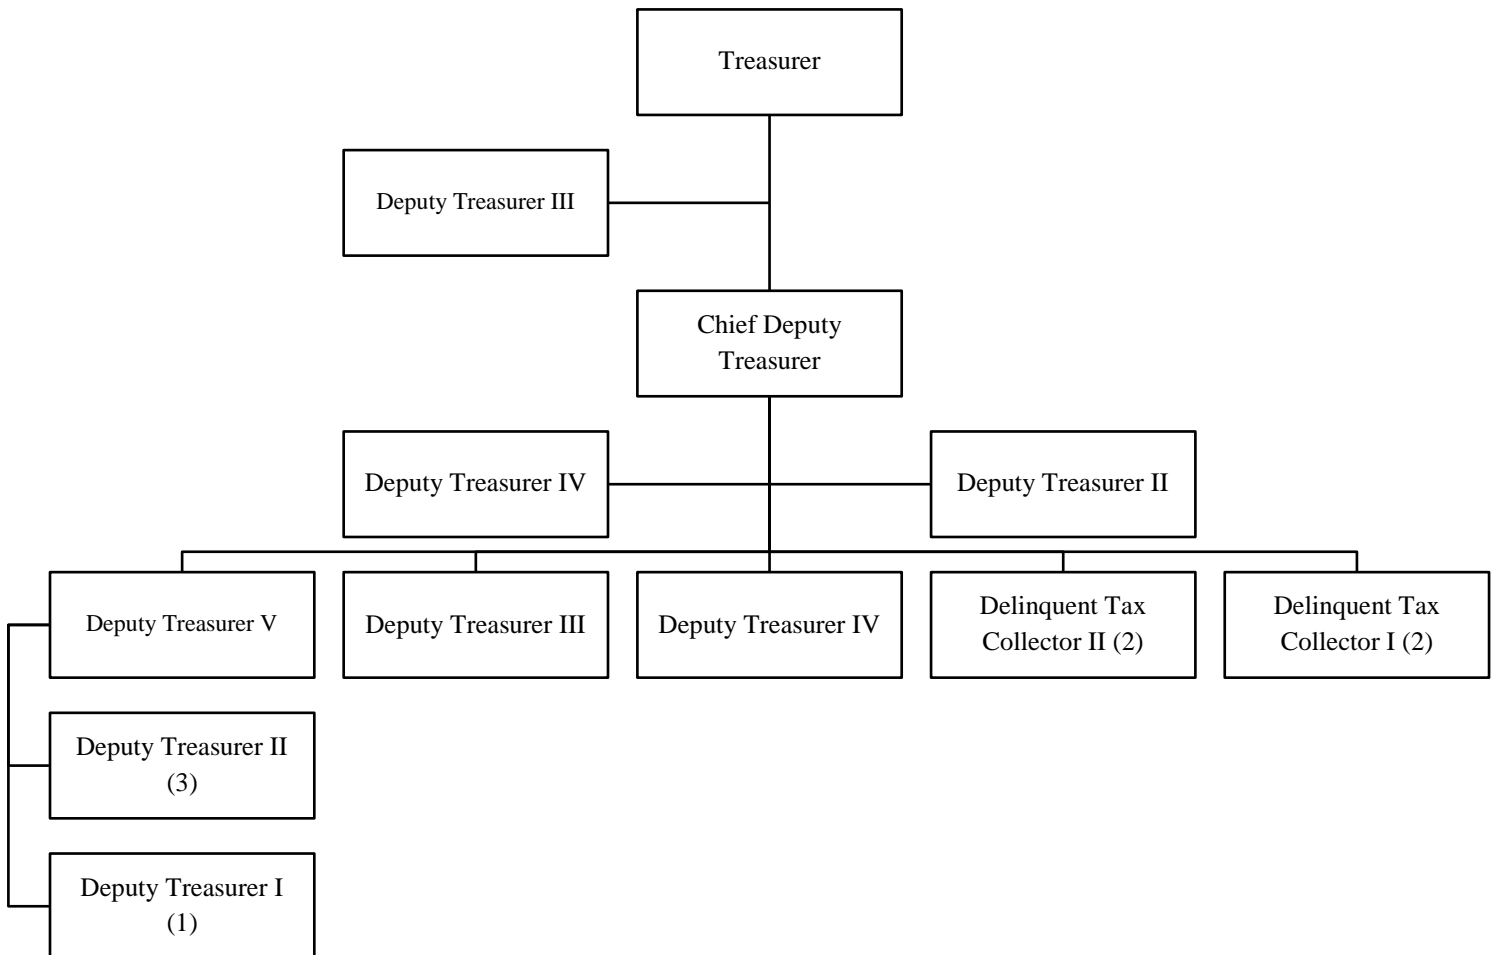 Treasurer
Deputy Treasurer III
Chief Deputy
Treasurer
Deputy Treasurer IV
Deputy Treasurer II
Deputy Treasurer V
Deputy Treasurer III
Deputy Treasurer IV
Delinquent Tax
Collector II (2)
Delinquent Tax
Collector I (2)
Deputy Treasurer II
(3)
Deputy Treasurer I
(1)